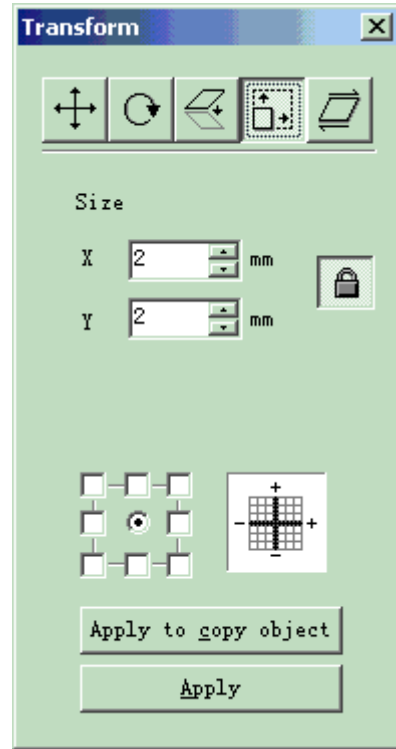 Transform
Size
X 2 mm
Y 2 mm
+
- +
-
Apply to copy object
Apply